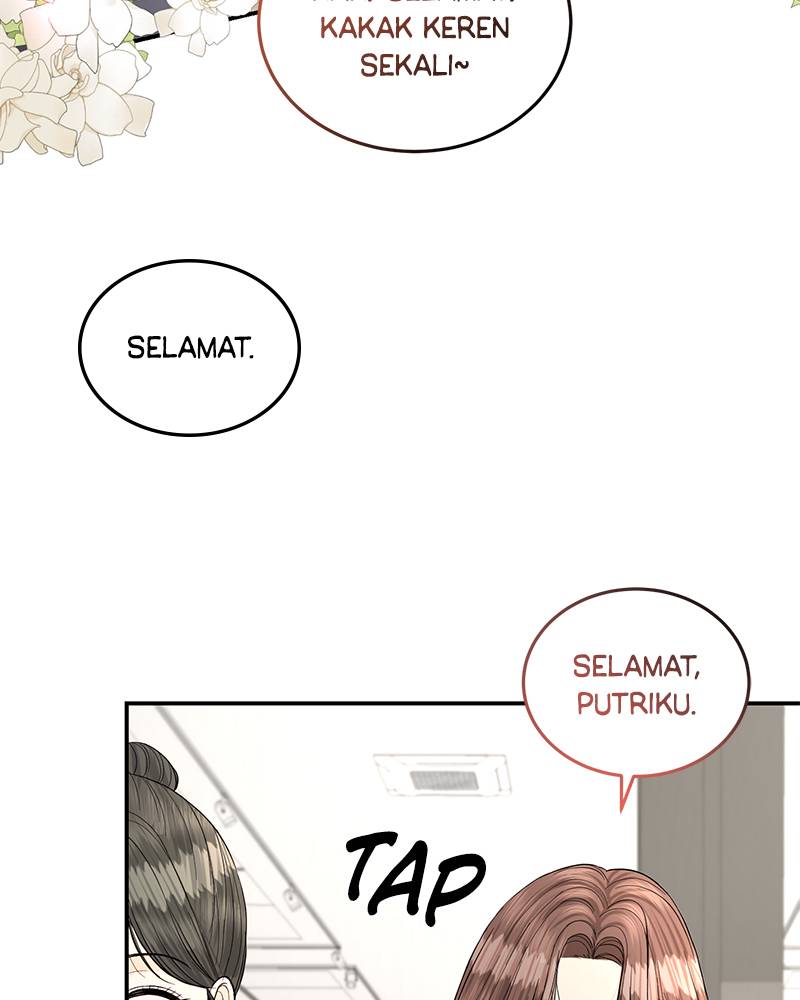 KAKAK KEREN
SEKALI~
SELAMAT.
SELAMAT,
PUTRIKU.
TAP